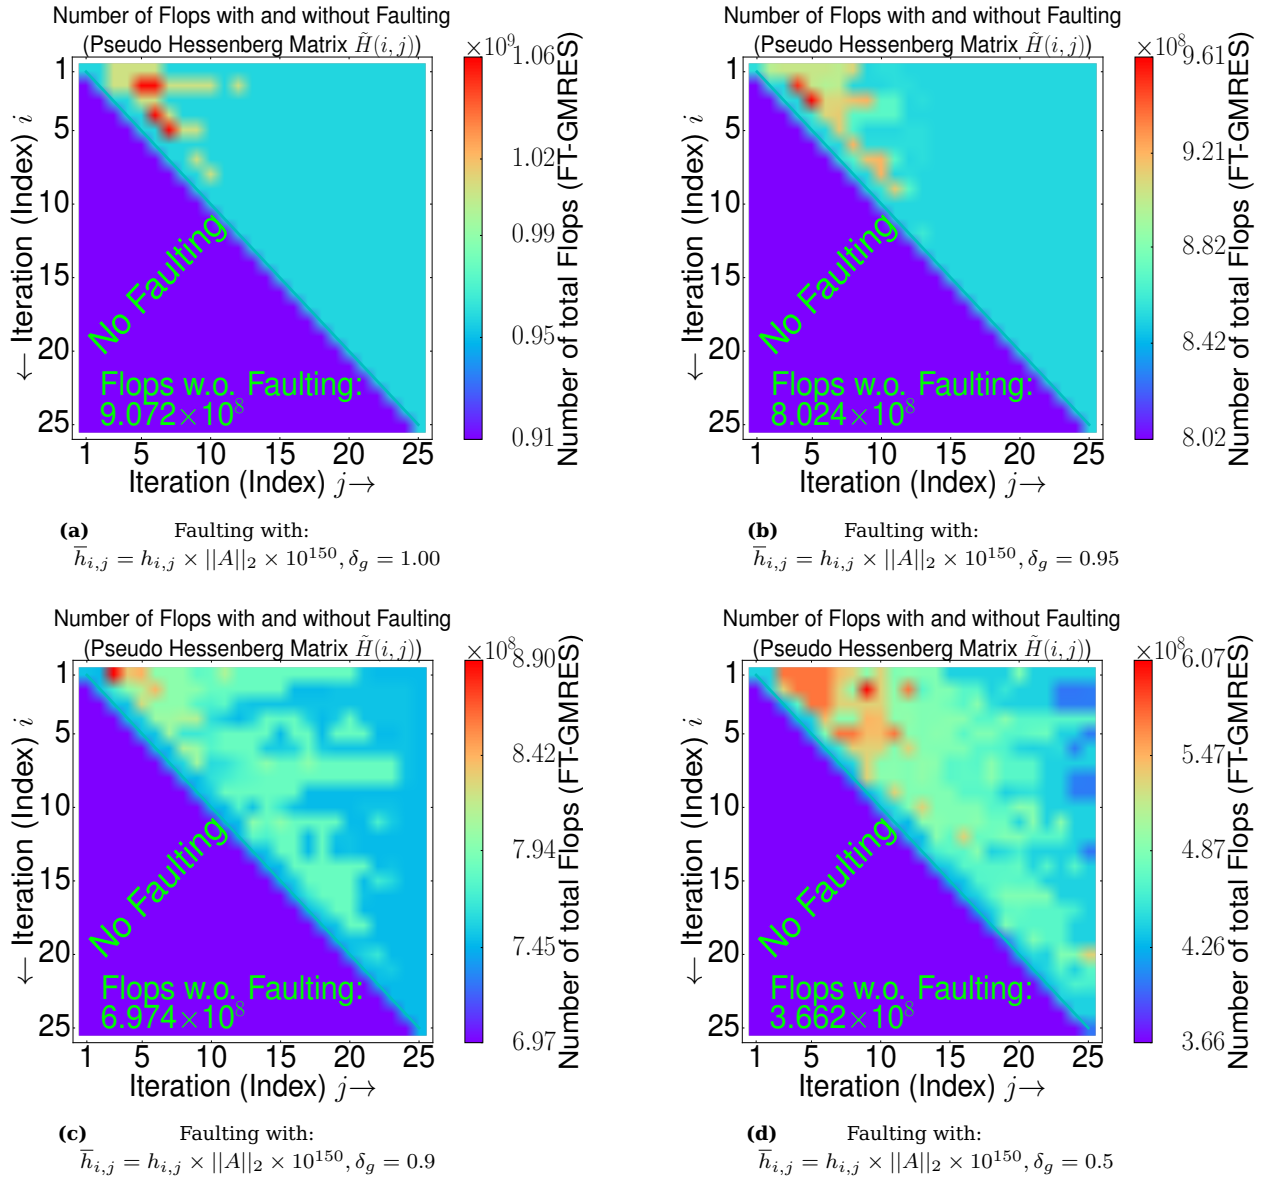 Number of Flops with and without Faulting
(Pseudo Hessenberg Matrix H̃(i, j))
×10⁹
1.06
1.02
0.99
0.95
0.91
Number of total Flops (FT-GMRES)
← Iteration (Index) i
1
5
10
15
20
25
No Faulting
Flops w.o. Faulting:
9.072×10⁸
1 5 10 15 20 25
Iteration (Index) j→
(a) Faulting with:
h̅ᵢ,ⱼ = hᵢ,ⱼ × ||A||₂ × 10¹⁵⁰, δg = 1.00
Number of Flops with and without Faulting
(Pseudo Hessenberg Matrix H̃(i, j))
×10⁸
9.61
9.21
8.82
8.42
8.02
Number of total Flops (FT-GMRES)
← Iteration (Index) i
1
5
10
15
20
25
No Faulting
Flops w.o. Faulting:
8.024×10⁸
1 5 10 15 20 25
Iteration (Index) j→
(b) Faulting with:
h̅ᵢ,ⱼ = hᵢ,ⱼ × ||A||₂ × 10¹⁵⁰, δg = 0.95
Number of Flops with and without Faulting
(Pseudo Hessenberg Matrix H̃(i, j))
×10⁸
8.90
8.42
7.94
7.45
6.97
Number of total Flops (FT-GMRES)
← Iteration (Index) i
1
5
10
15
20
25
No Faulting
Flops w.o. Faulting:
6.974×10⁸
1 5 10 15 20 25
Iteration (Index) j→
(c) Faulting with:
h̅ᵢ,ⱼ = hᵢ,ⱼ × ||A||₂ × 10¹⁵⁰, δg = 0.9
Number of Flops with and without Faulting
(Pseudo Hessenberg Matrix H̃(i, j))
×10⁸
6.07
5.47
4.87
4.26
3.66
Number of total Flops (FT-GMRES)
← Iteration (Index) i
1
5
10
15
20
25
No Faulting
Flops w.o. Faulting:
3.662×10⁸
1 5 10 15 20 25
Iteration (Index) j→
(d) Faulting with:
h̅ᵢ,ⱼ = hᵢ,ⱼ × ||A||₂ × 10¹⁵⁰, δg = 0.5